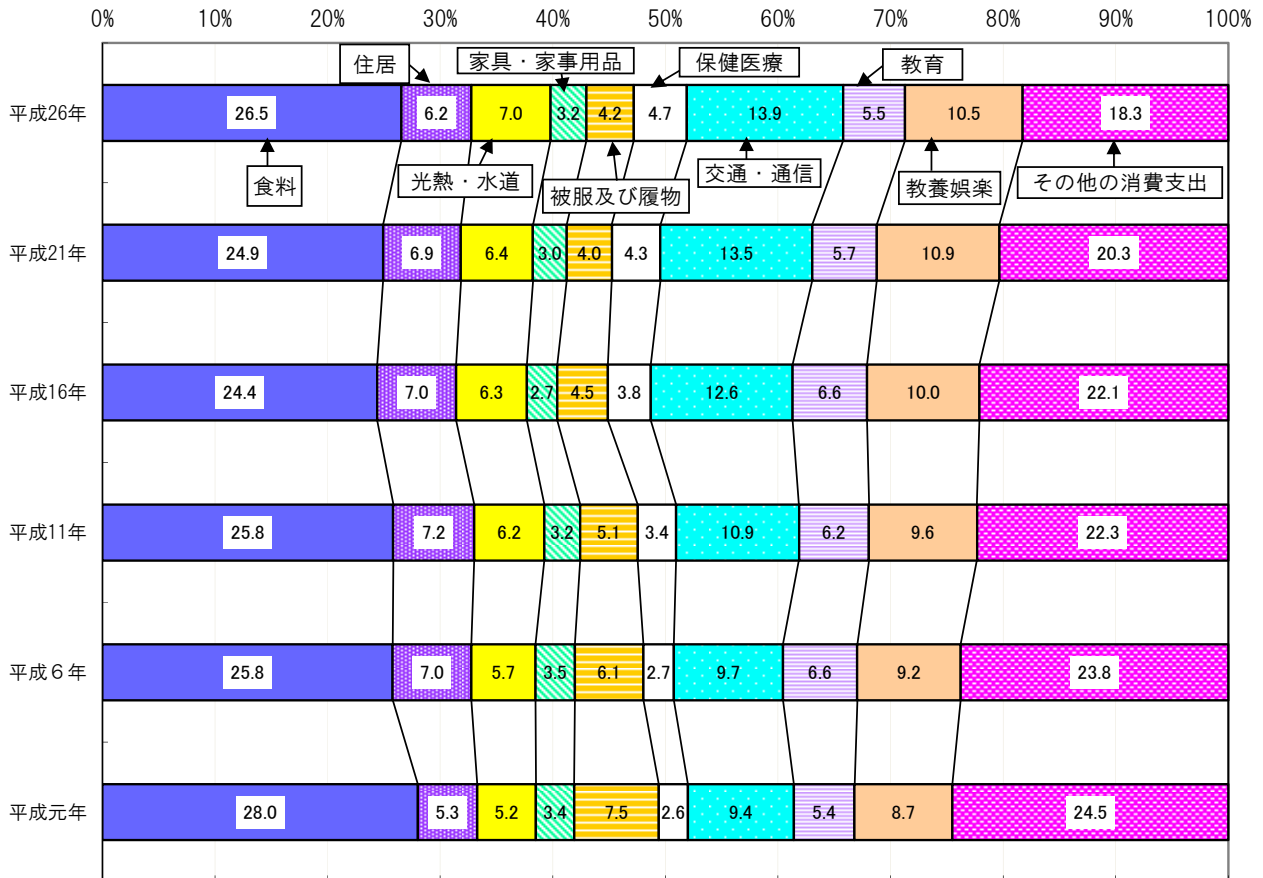 0% 10% 20% 30% 40% 50% 60% 70% 80% 90% 100%
住居 家具・家事用品 保健医療 教育
平成26年 26.5 6.2 7.0 3.2 4.2 4.7 13.9 5.5 10.5 18.3
食料 光熱・水道 被服及び履物 交通・通信 教養娯楽 その他の消費支出
平成21年 24.9 6.9 6.4 3.0 4.0 4.3 13.5 5.7 10.9 20.3
平成16年 24.4 7.0 6.3 2.7 4.5 3.8 12.6 6.6 10.0 22.1
平成11年 25.8 7.2 6.2 3.2 5.1 3.4 10.9 6.2 9.6 22.3
平成６年 25.8 7.0 5.7 3.5 6.1 2.7 9.7 6.6 9.2 23.8
平成元年 28.0 5.3 5.2 3.4 7.5 2.6 9.4 5.4 8.7 24.5